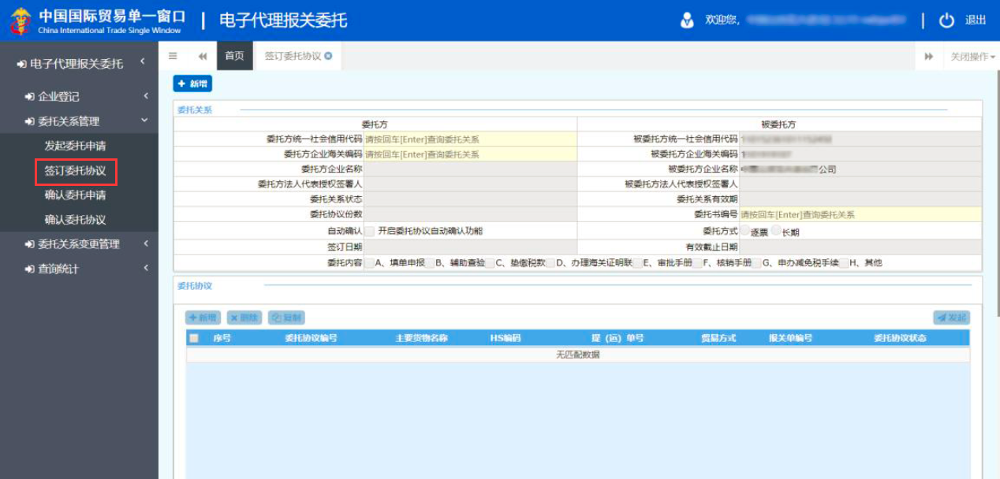 中国国际贸易单一窗口 | 电子代理报关委托 欢迎您, | 退出
China International Trade Single Window
电子代理报关委托
企业登记
委托关系管理
发起委托申请
签订委托协议
确认委托申请
确认委托协议
委托关系变更管理
查询统计
首页 签订委托协议 关闭操作
新增
委托关系
委托方 被委托方
委托方统一社会信用代码 请按回车[Enter]查询委托关系 被委托方统一社会信用代码
委托方企业海关编码 请按回车[Enter]查询委托关系 被委托方企业海关编码
委托方企业名称 被委托方企业名称 公司
委托方法人代表授权签署人 被委托方法人代表授权签署人
委托关系状态 委托关系有效期
委托协议份数 委托书编号 请按回车[Enter]查询委托关系
自动确认 开启委托协议自动确认功能 委托方式 逐票 长期
签订日期 有效截止日期
委托内容 A、填单申报 B、辅助查验 C、垫缴税款 D、办理海关证明联 E、审批手册 F、核销手册 G、申办减免税手续 H、其他
委托协议
新增 删除 复制 发起
序号 委托协议编号 主要货物名称 HS编码 提（运）单号 贸易方式 报关单编号 委托协议状态
无匹配数据